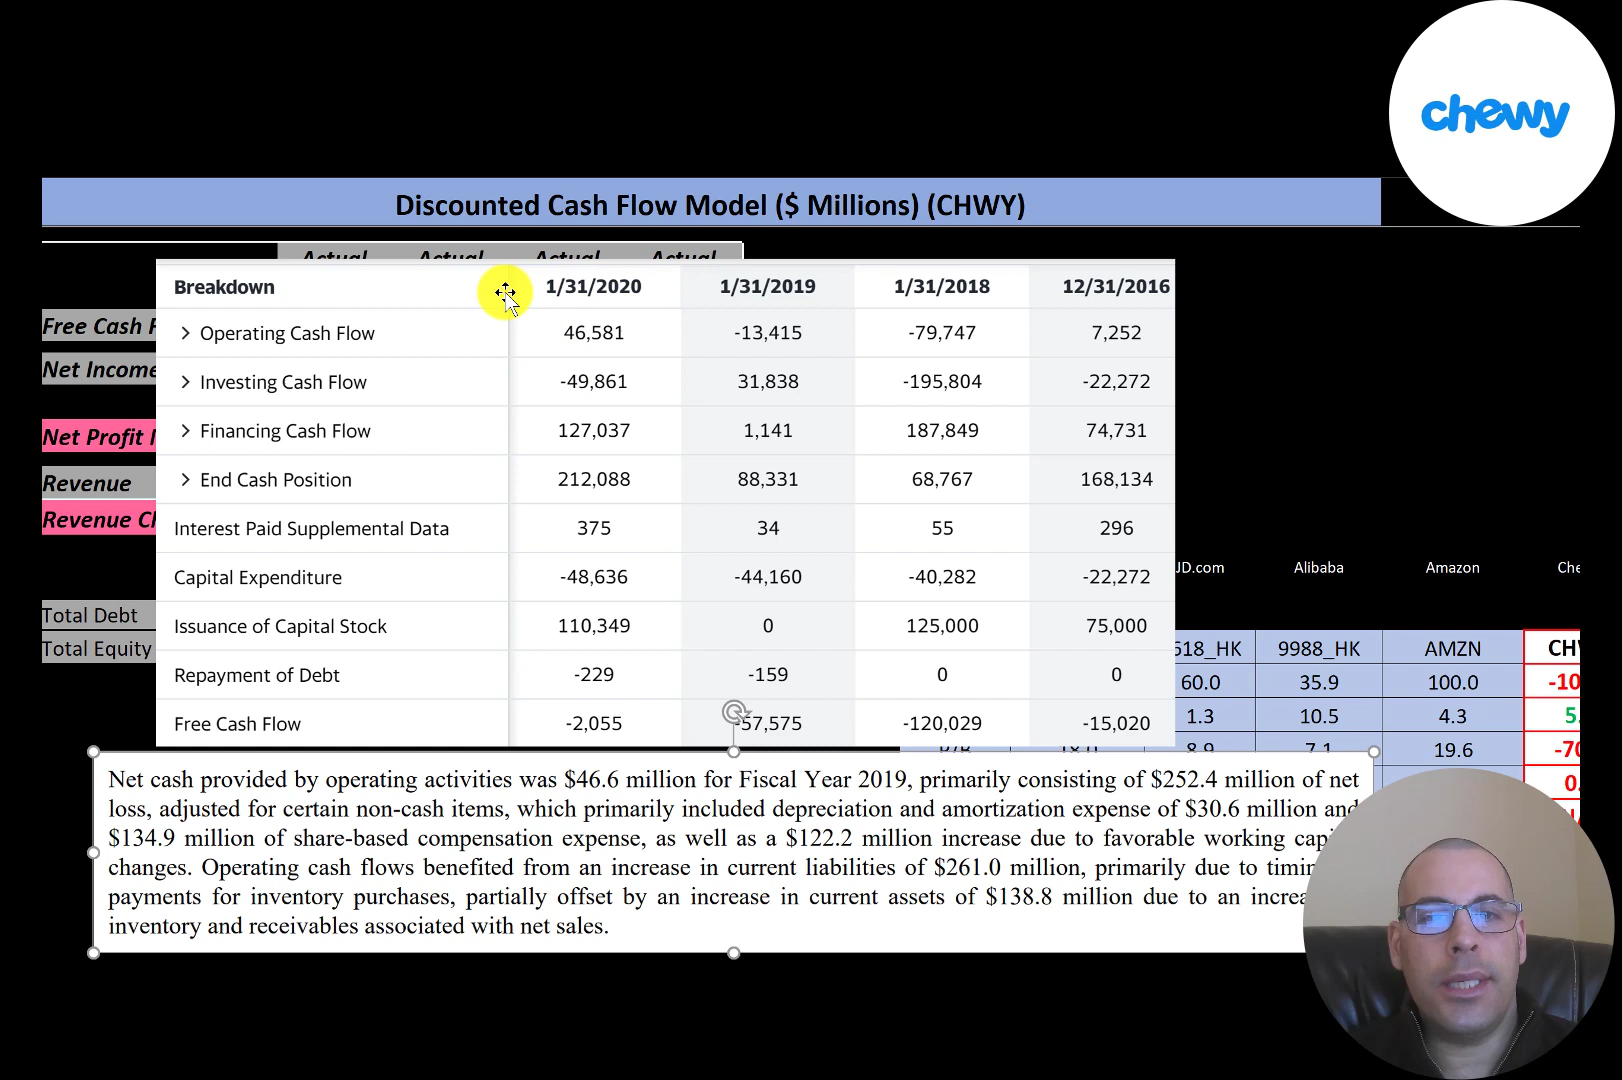 chewy
Discounted Cash Flow Model ($ Millions) (CHWY)
Actual Actual Actual Actual
Breakdown 1/31/2020 1/31/2019 1/31/2018 12/31/2016
Free Cash
Operating Cash Flow 46,581 -13,415 -79,747 7,252
Net Income
Investing Cash Flow -49,861 31,838 -195,804 -22,272
Net Profit
Financing Cash Flow 127,037 1,141 187,849 74,731
Revenue
End Cash Position 212,088 88,331 68,767 168,134
Revenue
Interest Paid Supplemental Data 375 34 55 296
JD.com Alibaba Amazon
Capital Expenditure -48,636 -44,160 -40,282 -22,272
Total Debt
Issuance of Capital Stock 110,349 0 125,000 75,000
Total Equity
618_HK 9988_HK AMZN
Repayment of Debt -229 -159 0 0
60.0 35.9 100.0
Free Cash Flow -2,055 -57,575 -120,029 -15,020
1.3 10.5 4.3
8.9 7.1 19.6
Net cash provided by operating activities was $46.6 million for Fiscal Year 2019, primarily consisting of $252.4 million of net
loss, adjusted for certain non-cash items, which primarily included depreciation and amortization expense of $30.6 million and
$134.9 million of share-based compensation expense, as well as a $122.2 million increase due to favorable working
changes. Operating cash flows benefited from an increase in current liabilities of $261.0 million, primarily due to
payments for inventory purchases, partially offset by an increase in current assets of $138.8 million due to an
inventory and receivables associated with net sales.